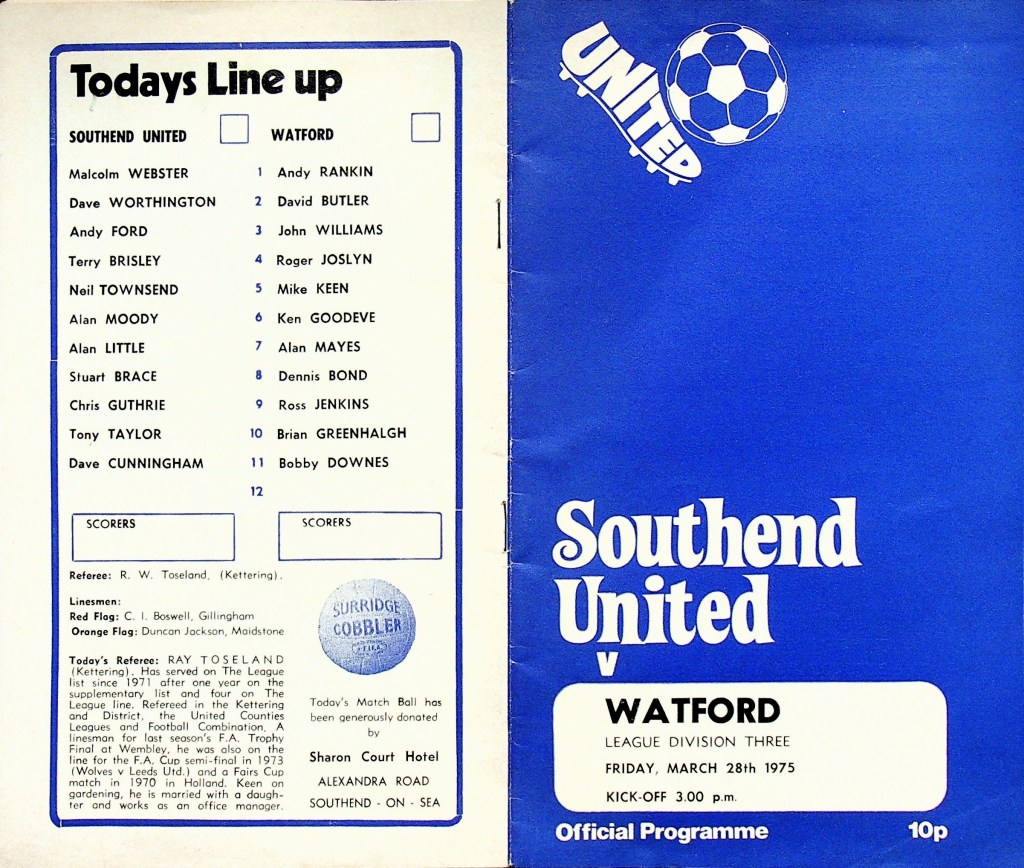 Todays Line up
SOUTHEND UNITED WATFORD
Malcolm WEBSTER 1 Andy RANKIN
Dave WORTHINGTON 2 David BUTLER
Andy FORD 3 John WILLIAMS
Terry BRISLEY 4 Roger JOSLYN
Neil TOWNSEND 5 Mike KEEN
Alan MOODY 6 Ken GOODEVE
Alan LITTLE 7 Alan MAYES
Stuart BRACE 8 Dennis BOND
Chris GUTHRIE 9 Ross JENKINS
Tony TAYLOR 10 Brian GREENHALGH
Dave CUNNINGHAM 11 Bobby DOWNES
12
SCORERS SCORERS
Referee: R. W. Toseland, (Kettering).
Linesmen:
Red Flag: C. I. Boswell, Gillingham
Orange Flag: Duncan Jackson, Maidstone
Today's Referee: RAY TOSELAND
(Kettering). Has served on The League
list since 1971 after one year on the
supplementary list and four on The
League line. Refereed in the Kettering
and District, the United Counties
Leagues and Football Combination. A
linesman for last season's F.A. Trophy
Final at Wembley, he was also on the
line for the F.A. Cup semi-final in 1973
(Wolves v Leeds Utd.) and a Fairs Cup
match in 1970 in Holland. Keen on
gardening, he is married with a daugh-
ter and works as an office manager.
SURRIDGE
COBBLER
Today's Match Ball has
been generously donated
by
Sharon Court Hotel
ALEXANDRA ROAD
SOUTHEND - ON - SEA
UNITED
Southend
United
v
WATFORD
LEAGUE DIVISION THREE
FRIDAY, MARCH 28th 1975
KICK-OFF 3.00 p.m.
Official Programme 10p